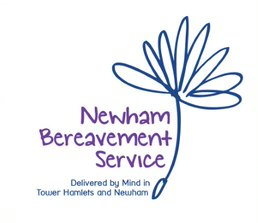 Newham
Bereavement
Service
Delivered by Mind in
Tower Hamlets and Newham